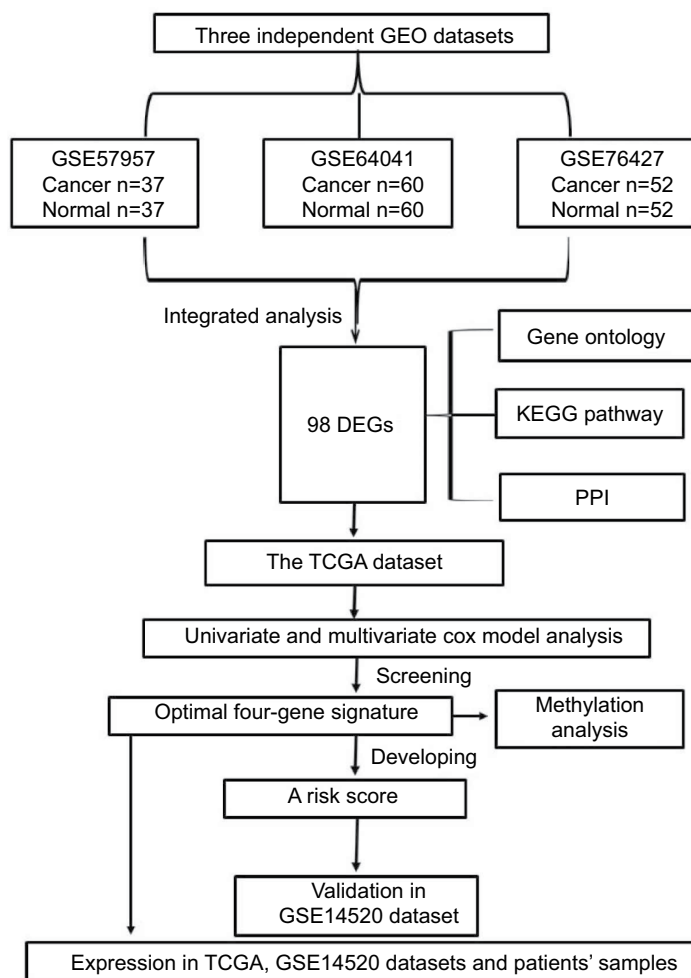 Three independent GEO datasets
GSE57957
Cancer n=37
Normal n=37
GSE64041
Cancer n=60
Normal n=60
GSE76427
Cancer n=52
Normal n=52
Integrated analysis
98 DEGs
Gene ontology
KEGG pathway
PPI
The TCGA dataset
Univariate and multivariate cox model analysis
Screening
Optimal four-gene signature
Methylation
analysis
Developing
A risk score
Validation in
GSE14520 dataset
Expression in TCGA, GSE14520 datasets and patients’ samples